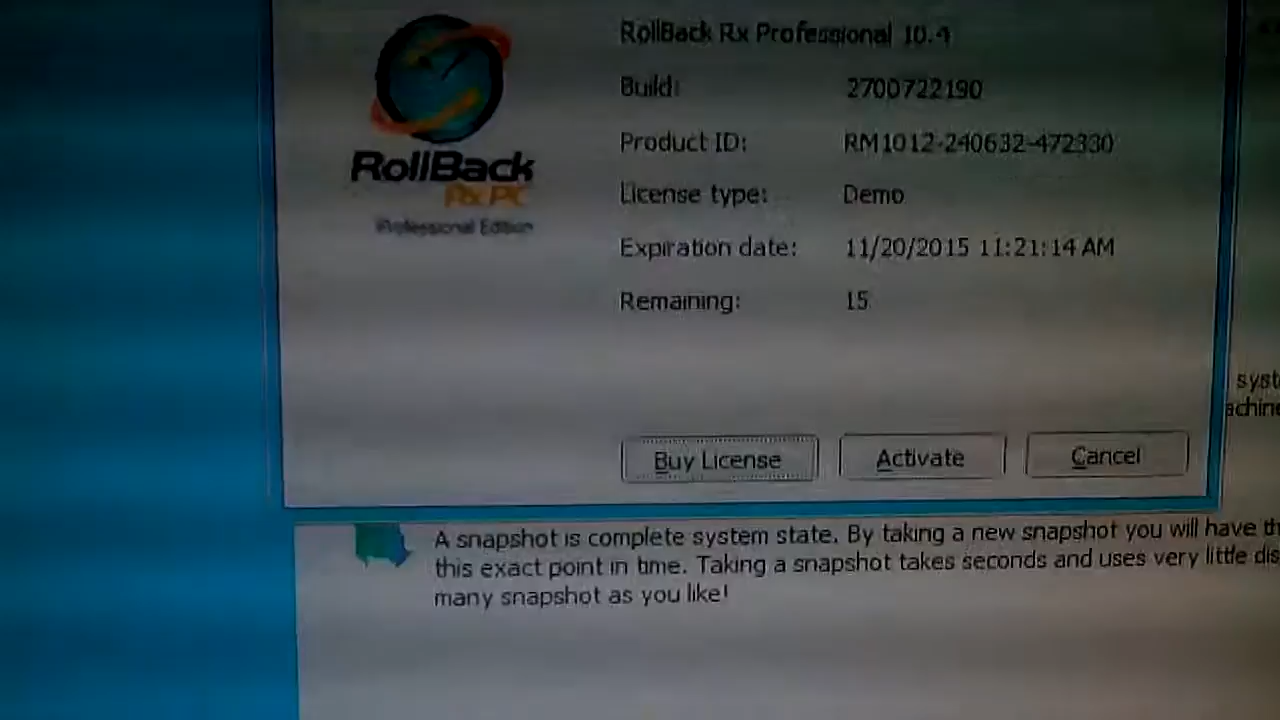 RollBack Rx Professional 10.4
Build: 2700722190
Product ID: RM1012-240632-472330
License type: Demo
Expiration date: 11/20/2015 11:21:14 AM
Remaining: 15
RollBack
Rx PC
Professional Edition
Buy License Activate Cancel
syst
achine
A snapshot is complete system state. By taking a new snapshot you will have th
this exact point in time. Taking a snapshot takes seconds and uses very little dis
many snapshot as you like!